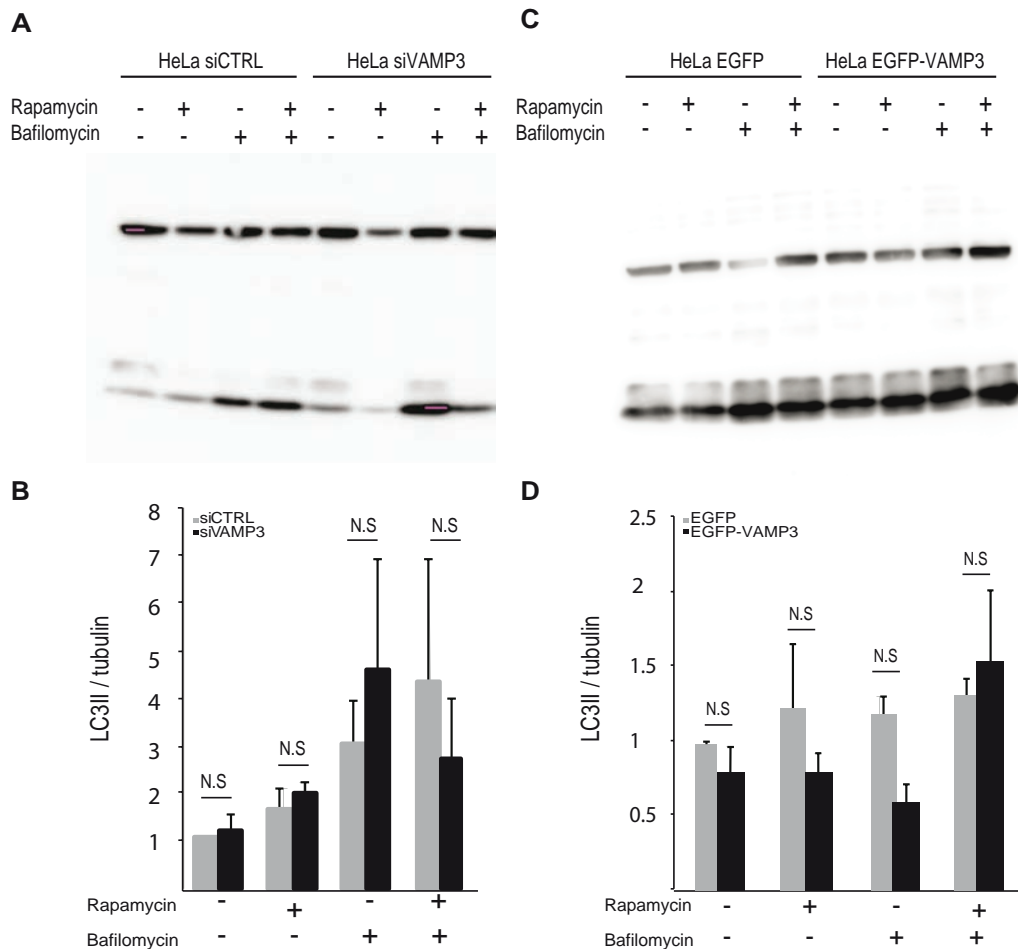 A
HeLa siCTRL HeLa siVAMP3
Rapamycin - + - + - + - +
Bafilomycin - - + + - - + +
C
HeLa EGFP HeLa EGFP-VAMP3
Rapamycin - + - + - + - +
Bafilomycin - - + + - - + +
B
siCTRL
siVAMP3
LC3II / tubulin
8
7
6
5
4
3
2
1
N.S N.S N.S N.S
Rapamycin - + - +
Bafilomycin - - + +
D
EGFP
EGFP-VAMP3
LC3II / tubulin
2.5
2
1.5
1
0.5
N.S N.S N.S N.S
Rapamycin - + - +
Bafilomycin - - + +